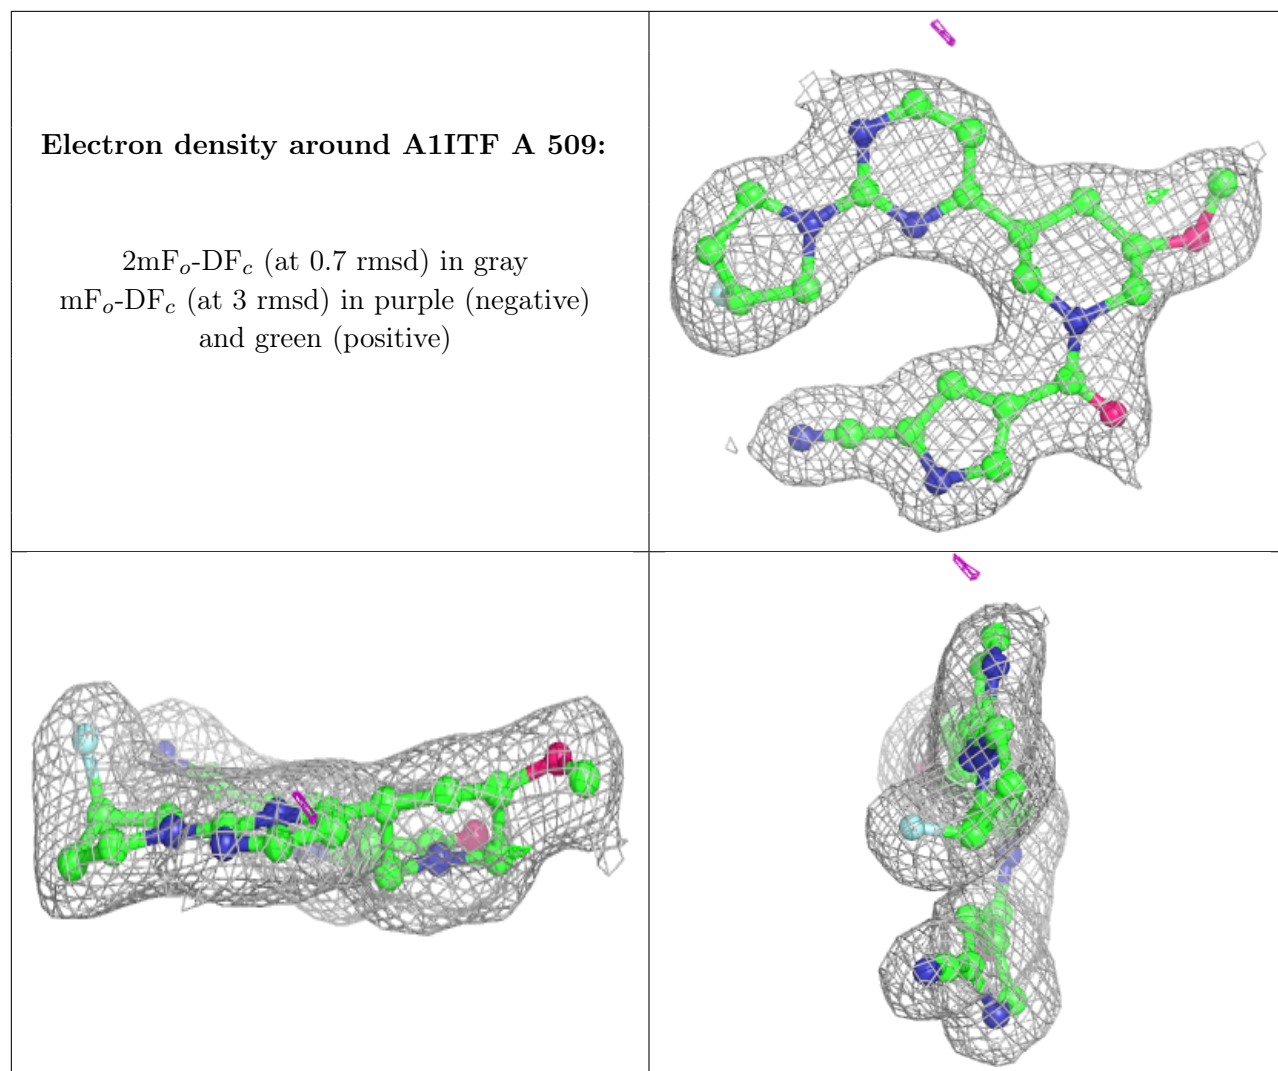 Electron density around A1ITF A 509:
2mFo-DFc (at 0.7 rmsd) in gray
mFo-DFc (at 3 rmsd) in purple (negative)
and green (positive)